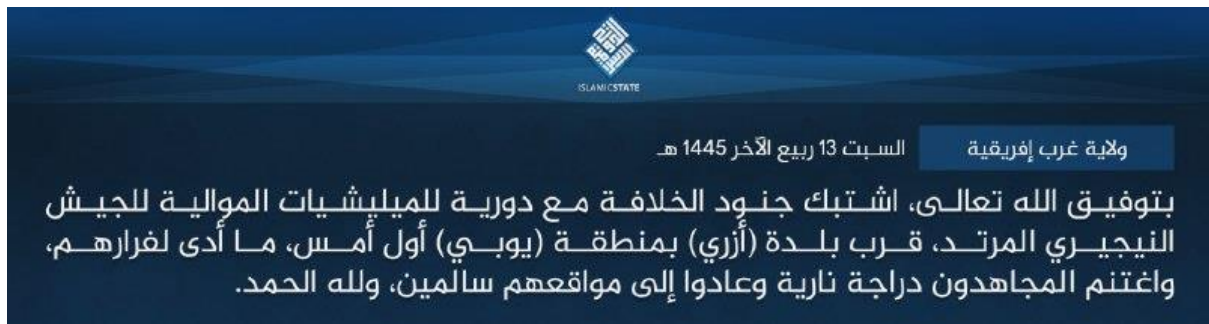 ISLAMICSTATE
ولاية غرب إفريقية السبت 13 ربيع الآخر 1445 هـ
بتوفيق الله تعالى، اشتبك جنود الخلافة مع دورية للميليشيات الموالية للجيش
النيجيري المرتد، قرب بلدة (أزري) بمنطقة (يوبي) أول أمس، ما أدى لفرارهم،
واغتنم المجاهدون دراجة نارية وعادوا إلى مواقعهم سالمين، ولله الحمد.